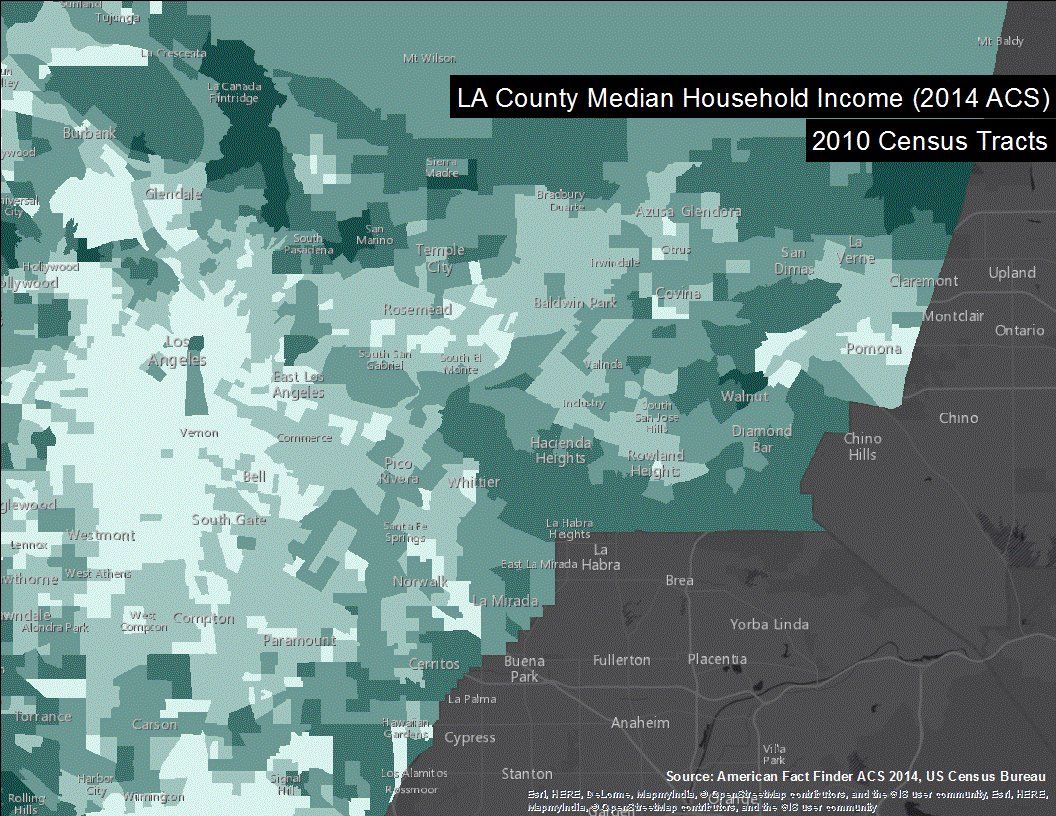 Sunland
Tujunga
La Crescenta
Mt Wilson
Mt Baldy
La Canada
Flintridge
LA County Median Household Income (2014 ACS)
2010 Census Tracts
Burbank
Sierra
Madre
Glendale
Bradbury
Duarte
Azusa Glendora
City
South
Pasadena
San
Marino
Temple
City
Citrus
Irwindale
San
Dimas
La
Verne
Hollywood
Claremont
Upland
Baldwin Park
Covina
Rosemead
Montclair
Ontario
Los
Angeles
South San
Gabriel
South El
Monte
Valinda
Pomona
East Los
Angeles
Industry
South
San Jose
Hills
Walnut
Chino
Vernon
Commerce
Hacienda
Heights
Diamond
Bar
Chino
Hills
Pico
Rivera
Rowland
Heights
Bell
Whittier
glewood
South Gate
Santa Fe
Springs
La Habra
Heights
Westmont
Lennox
La
Habra
East La Mirada
wthorne
West Athens
Norwalk
Brea
La Mirada
wndale
Alondra Park
West
Compton
Compton
Yorba Linda
Paramount
Cerritos
Buena
Park
Fullerton
Placentia
La Palma
Torrance
Carson
Hawaiian
Gardens
Cypress
Anaheim
Villa
Park
Harbor
City
Signal
Hill
Los Alamitos
Rossmoor
Stanton
Wilmington
Rolling
Hills
Orange
Garden
Source: American Fact Finder ACS 2014, US Census Bureau
Esri, HERE, DeLorme, MapmyIndia, © OpenStreetMap contributors, and the GIS user community, Esri, HERE,
MapmyIndia, © OpenStreetMap contributors, and the GIS user community